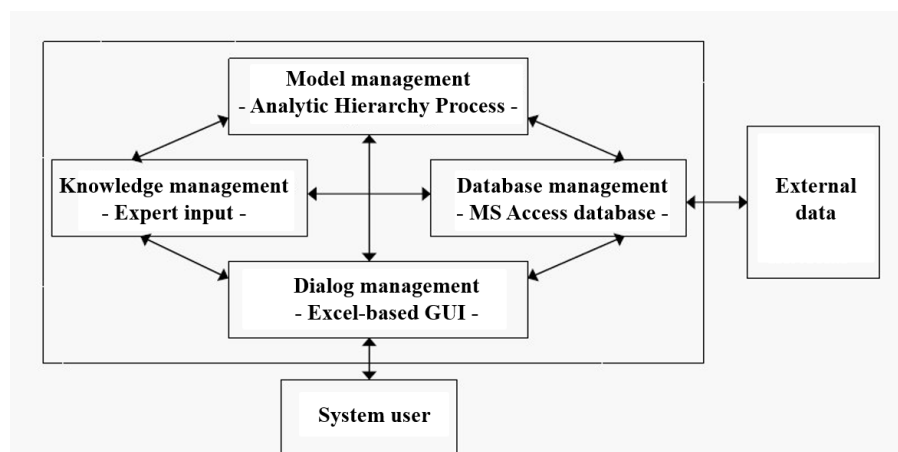 Model management
- Analytic Hierarchy Process -
Knowledge management
- Expert input -
Database management
- MS Access database -
External
data
Dialog management
- Excel-based GUI -
System user